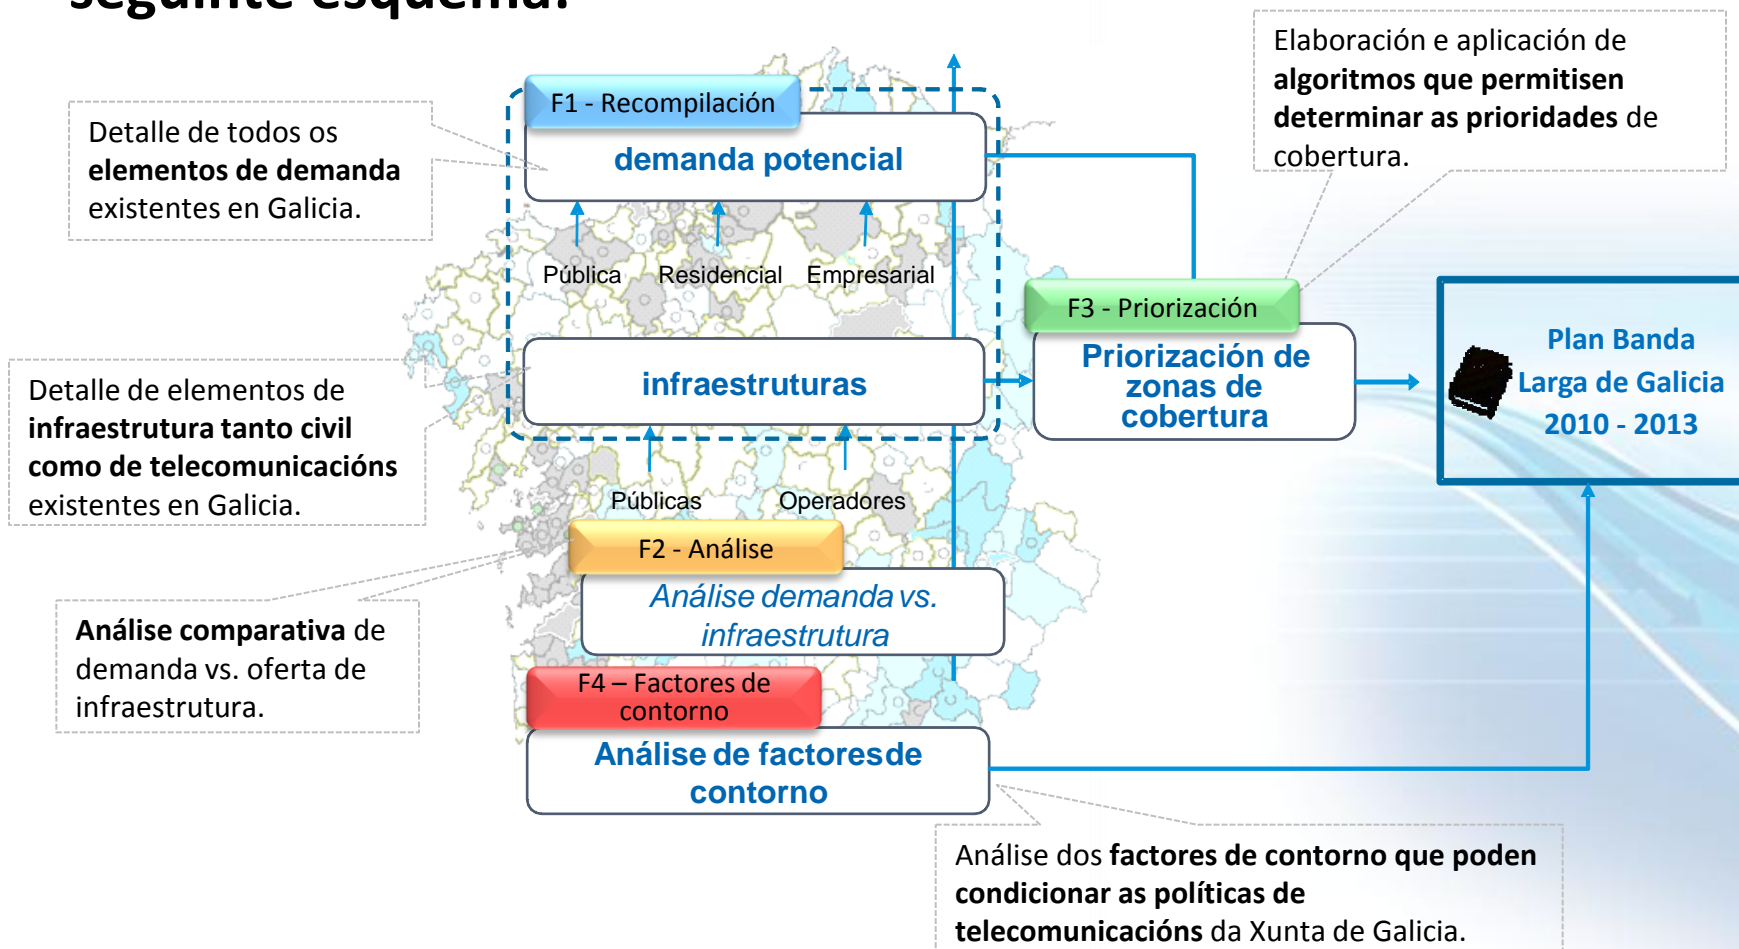 seguinte esquema:
Elaboración e aplicación de
algoritmos que permitisen
determinar as prioridades de
cobertura.
F1 - Recompilación
Detalle de todos os
elementos de demanda
existentes en Galicia.
demanda potencial
Pública Residencial Empresarial
F3 - Priorización
Priorización de
zonas de
cobertura
Plan Banda
Larga de Galicia
2010 - 2013
infraestruturas
Detalle de elementos de
infraestrutura tanto civil
como de telecomunicacións
existentes en Galicia.
Públicas Operadores
F2 - Análise
Análise demanda vs.
infraestrutura
Análise comparativa de
demanda vs. oferta de
infraestrutura.
F4 – Factores de
contorno
Análise de factoresde
contorno
Análise dos factores de contorno que poden
condicionar as políticas de
telecomunicacións da Xunta de Galicia.